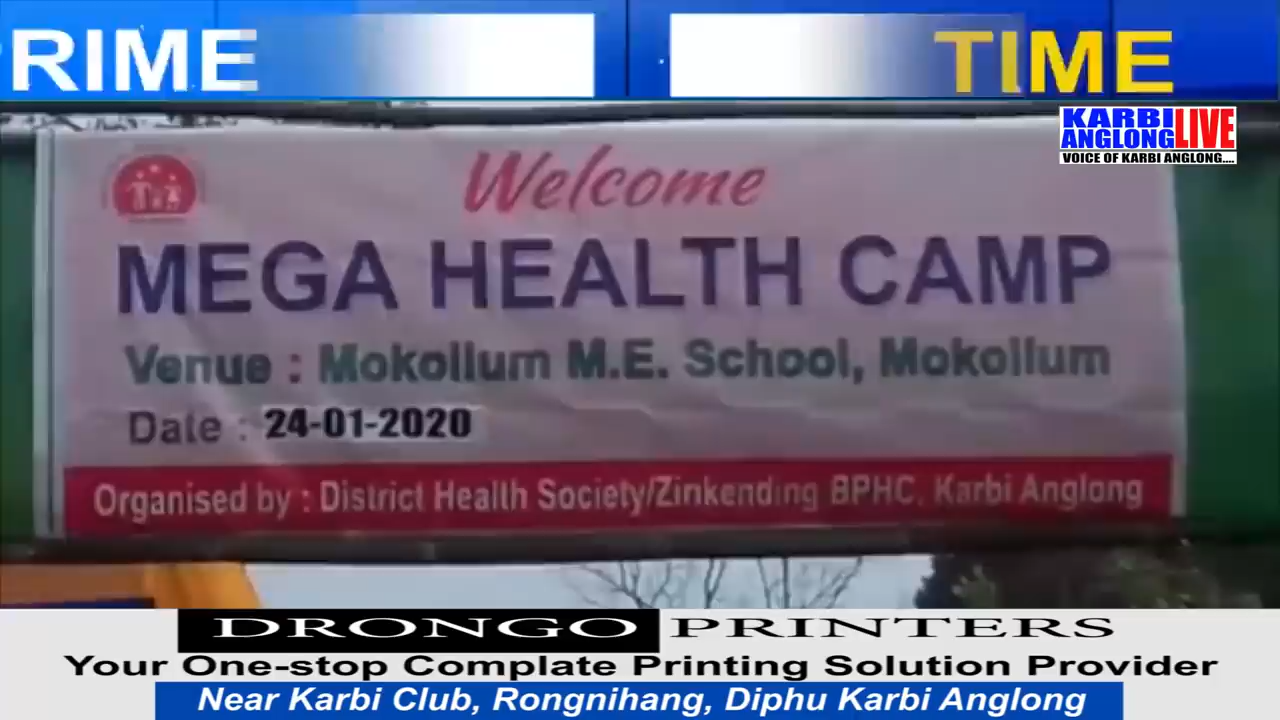 PRIME TIME
KARBI
ANGLONG LIVE
VOICE OF KARBI ANGLONG....
Welcome
MEGA HEALTH CAMP
Venue : Mokollum M.E. School, Mokollum
Date : 24-01-2020
Organised by : District Health Society/Zinkending BPHC, Karbi Anglong
DRONGO PRINTERS
Your One-stop Complate Printing Solution Provider
Near Karbi Club, Rongnihang, Diphu Karbi Anglong